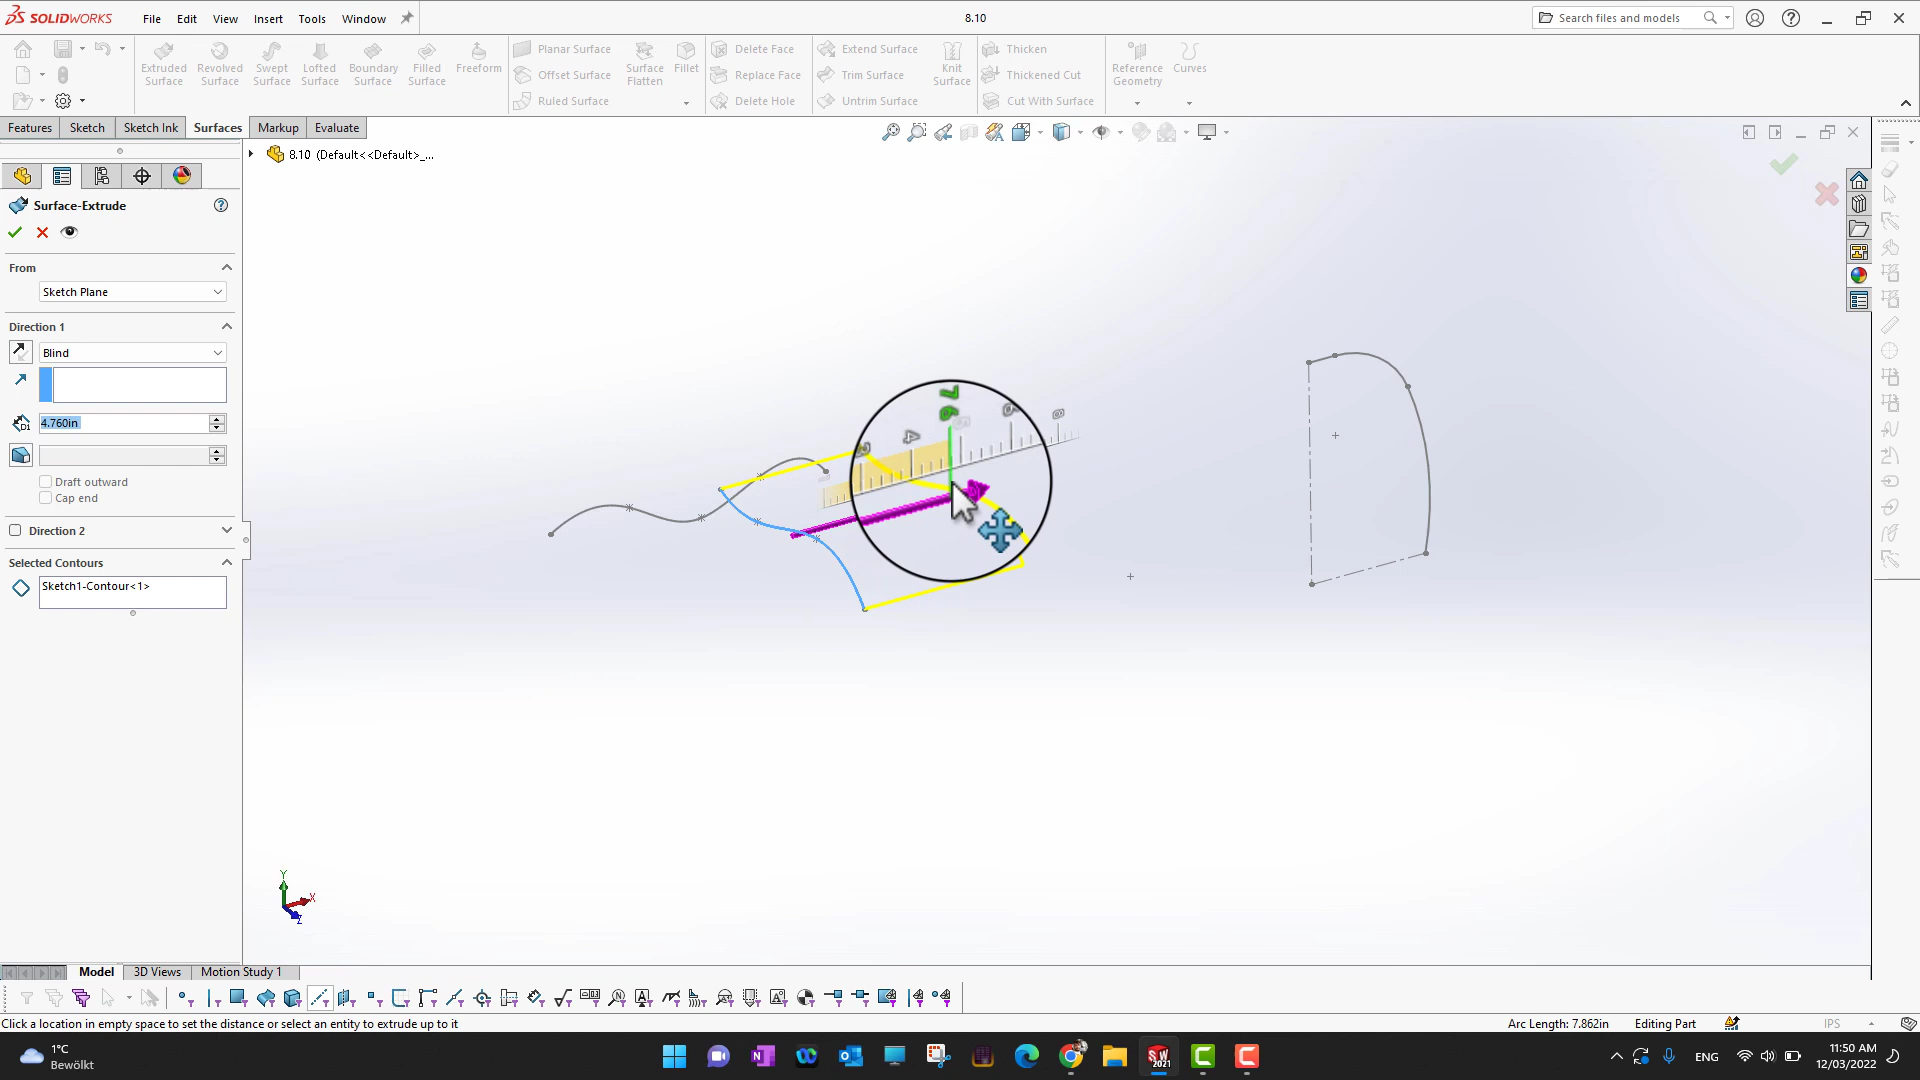 SOLIDWORKS File Edit View Insert Tools Window 8.10 Search files and models
Extruded Surface
Revolved Surface
Swept Surface
Lofted Surface
Boundary Surface
Filled Surface
Freeform
Planar Surface
Offset Surface
Ruled Surface
Surface Flatten
Fillet
Delete Face
Replace Face
Delete Hole
Extend Surface
Trim Surface
Untrim Surface
Knit Surface
Thicken
Thickened Cut
Cut With Surface
Reference Geometry
Curves
Features Sketch Sketch Ink Surfaces Markup Evaluate
8.10 (Default<<Default>_...
Surface-Extrude
From
Sketch Plane
Direction 1
Blind
D1 4.760in
Draft outward
Cap end
Direction 2
Selected Contours
Sketch1-Contour<1>
Y
X
Z
Model 3D Views Motion Study 1
Click a location in empty space to set the distance or select an entity to extrude up to it Arc Length: 7.862in Editing Part IPS
1°C
Bewölkt
SW
2021
ENG
11:50 AM
12/03/2022